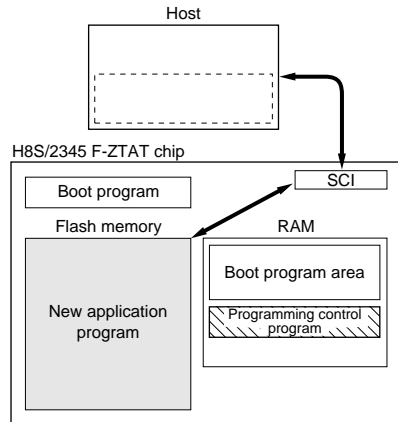 Host
H8S/2345 F-ZTAT chip
SCI
Boot program
Flash memory
RAM
Boot program area
New application
program
Programming control
program